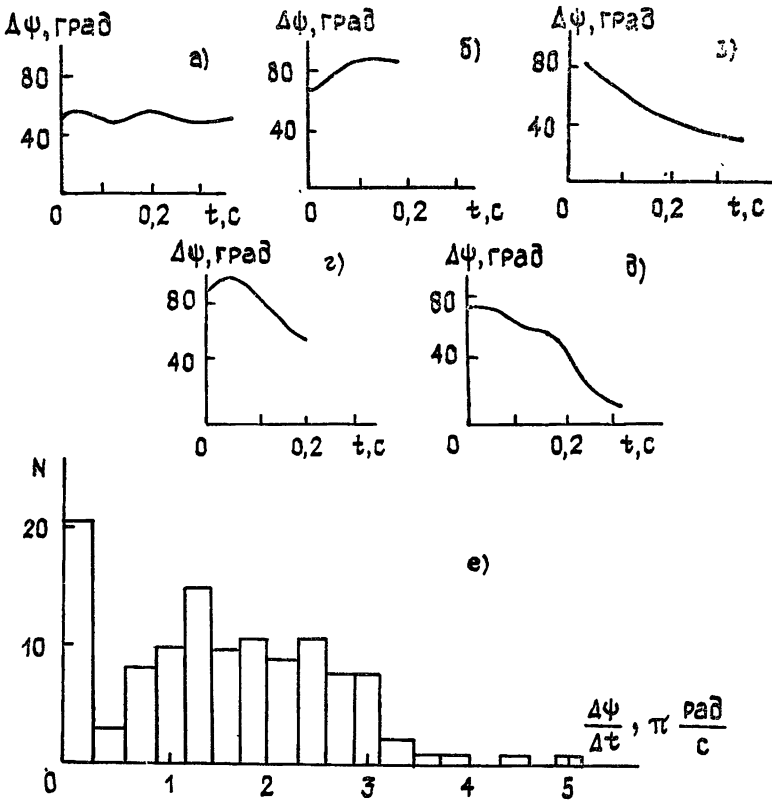 Δψ, град
а)
80
40
0
0,2
t, с
Δψ, град
б)
80
40
0
0,2
t, с
Δψ, град
в)
80
40
0
0,2
t, с
Δψ, град
г)
80
40
0
0,2
t, с
Δψ, град
д)
80
40
0
0,2
t, с
N
е)
20
10
0
1
2
3
4
5
Δψ/Δt, π рад/с